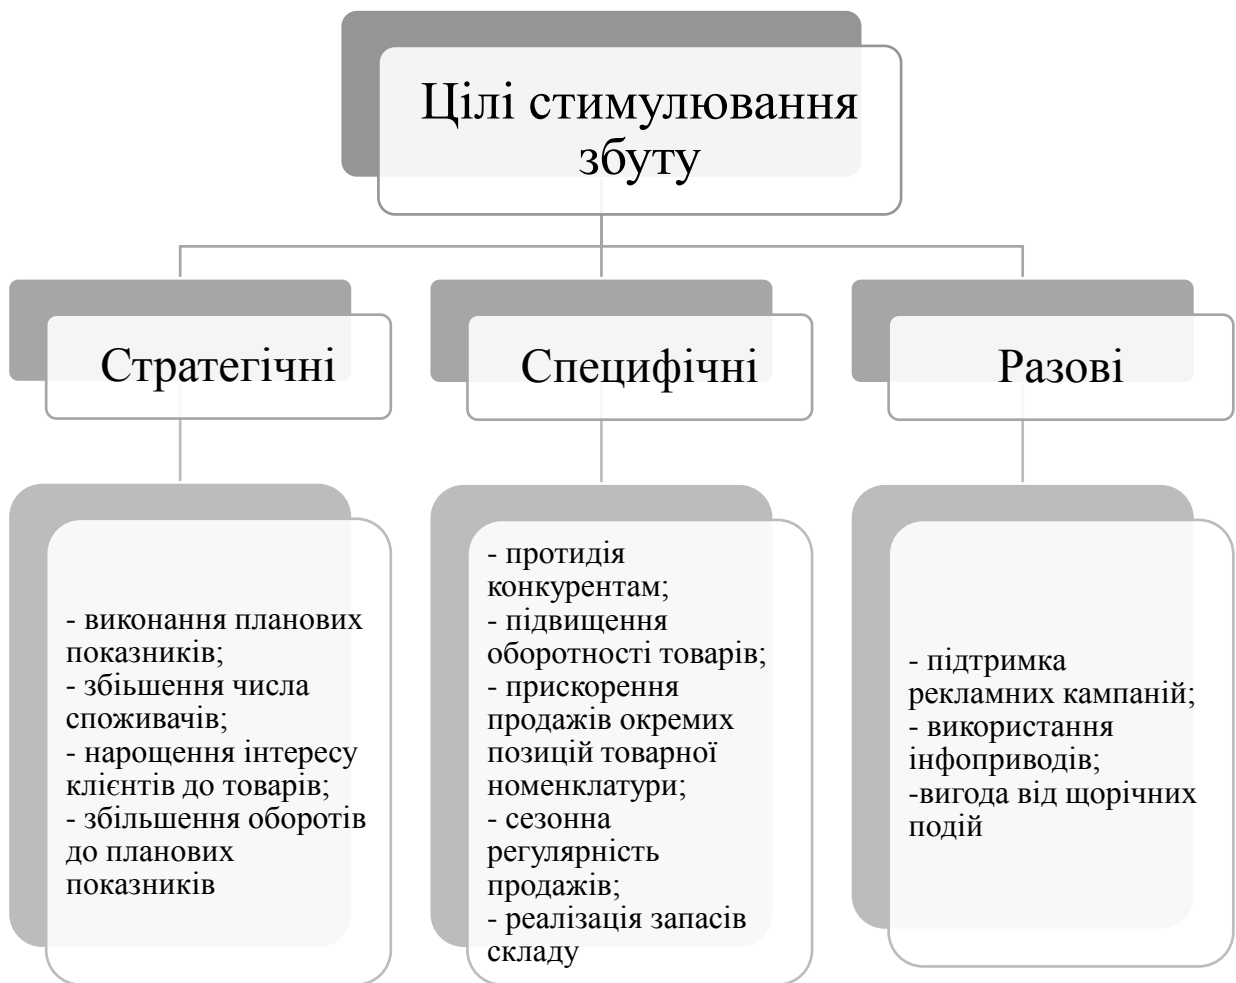 Цілі стимулювання
збуту
Стратегічні
Специфічні
Разові
- виконання планових
показників;
- збіьшення числа
споживачів;
- нарощення інтересу
клієнтів до товарів;
- збільшення оборотів
до планових
показників
- протидія
конкурентам;
- підвищення
оборотності товарів;
- прискорення
продажів окремих
позицій товарної
номенклатури;
- сезонна
регулярність
продажів;
- реалізація запасів
складу
- підтримка
рекламних кампаній;
- використання
інфоприводів;
-вигода від щорічних
подій